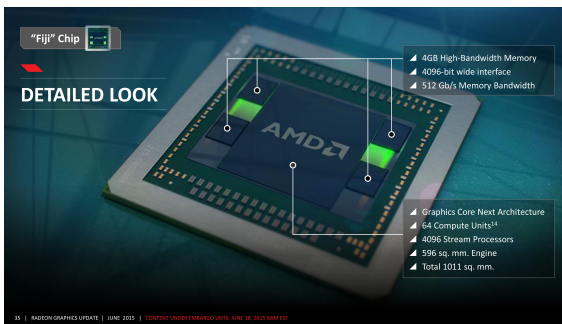 "Fiji" Chip
DETAILED LOOK
AMD
4GB High-Bandwidth Memory
4096-bit wide interface
512 Gb/s Memory Bandwidth
Graphics Core Next Architecture
64 Compute Units14
4096 Stream Processors
596 sq. mm. Engine
Total 1011 sq. mm.
35 | RADEON GRAPHICS UPDATE | JUNE 2015 | CONTENT UNDER EMBARGO UNTIL JUNE 18, 2015 8AM EST